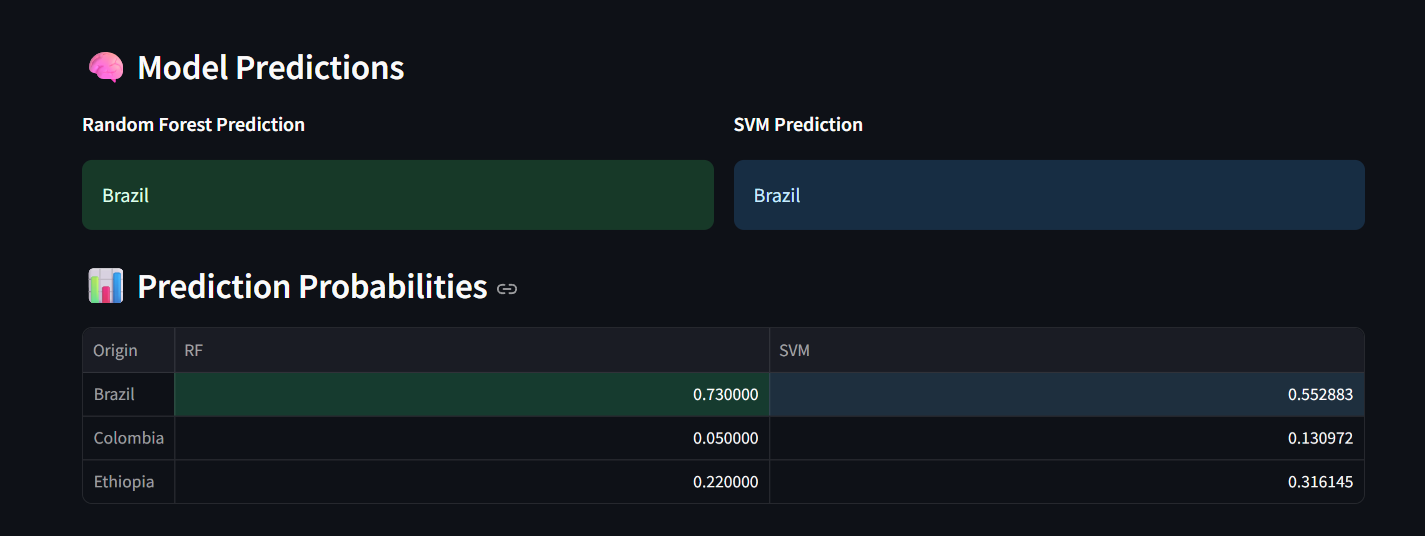 🧠 Model Predictions
Random Forest Prediction
SVM Prediction
Brazil
Brazil
📊 Prediction Probabilities
Origin RF SVM
Brazil 0.730000 0.552883
Colombia 0.050000 0.130972
Ethiopia 0.220000 0.316145